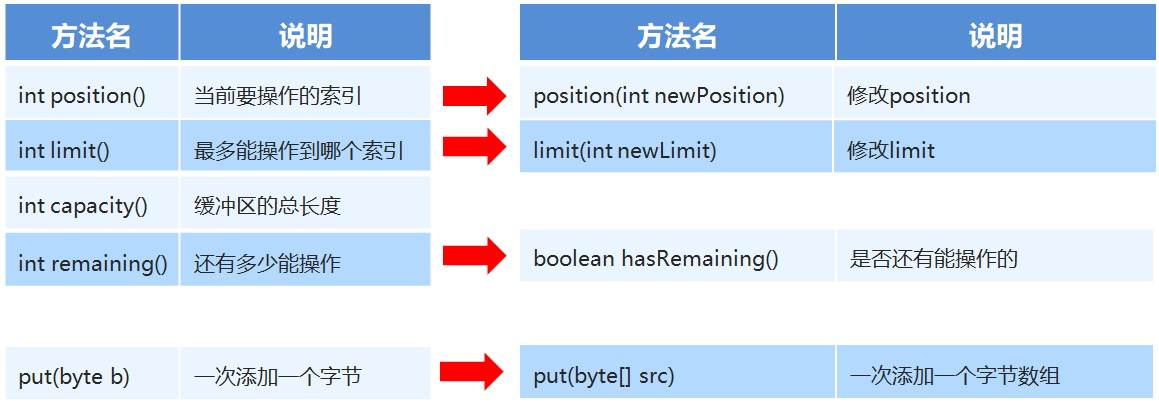 方法名 说明 方法名 说明
int position() 当前要操作的索引 position(int newPosition) 修改position
int limit() 最多能操作到哪个索引 limit(int newLimit) 修改limit
int capacity() 缓冲区的总长度
int remaining() 还有多少能操作 boolean hasRemaining() 是否还有能操作的
put(byte b) 一次添加一个字节 put(byte[] src) 一次添加一个字节数组